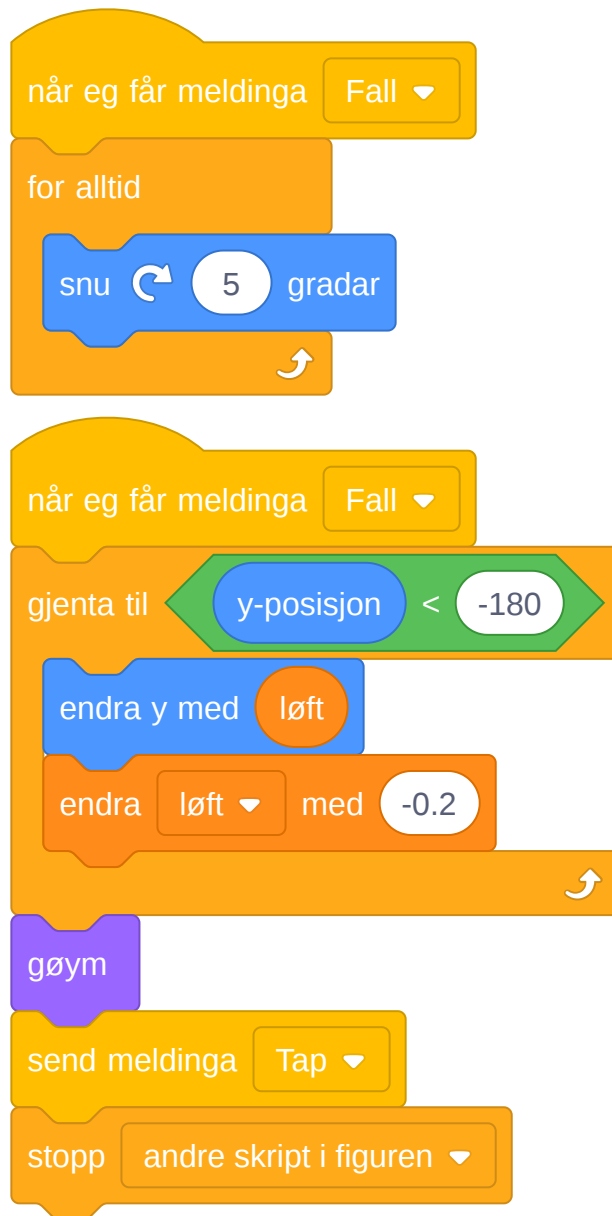 når eg får meldinga Fall
for alltid
snu 5 gradar
når eg får meldinga Fall
gjenta til y-posisjon < -180
endra y med løft
endra løft med -0.2
gøym
send meldinga Tap
stopp andre skript i figuren